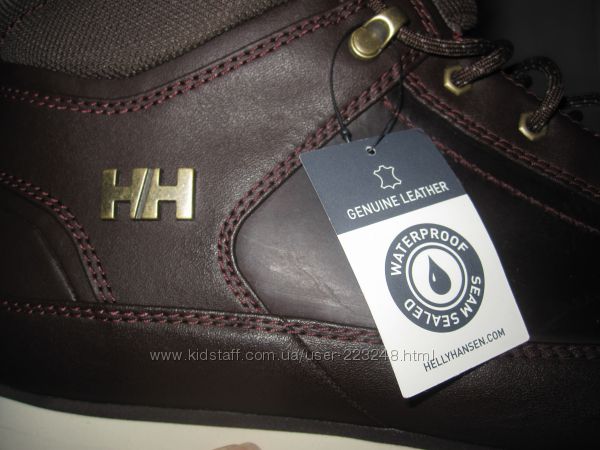 HH
GENUINE LEATHER
WATERPROOF
SEAM SEALED
HELLYHANSEN.COM
www.kidstaff.com.ua/user-223248.html